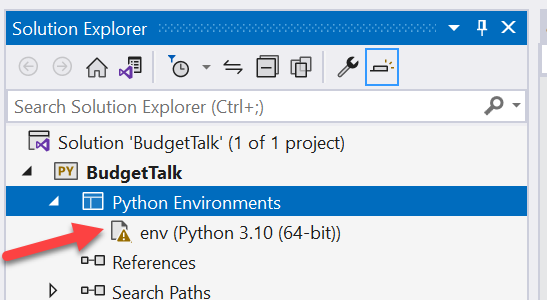 Solution Explorer
Search Solution Explorer (Ctrl+;)
Solution 'BudgetTalk' (1 of 1 project)
PY BudgetTalk
Python Environments
env (Python 3.10 (64-bit))
References
Search Paths